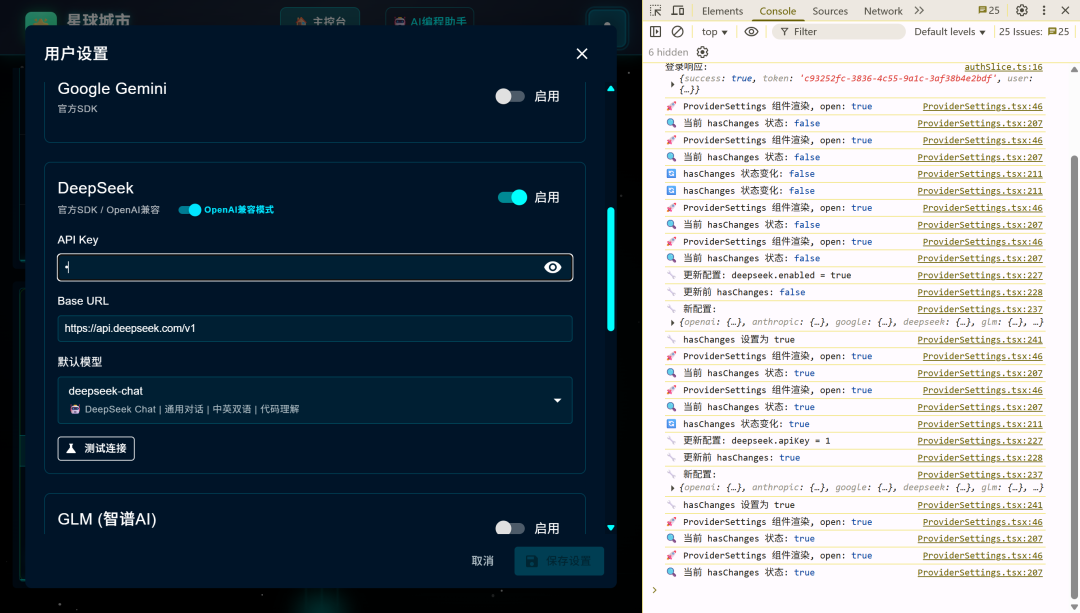 星球城市
主控台
AI编程助手
用户设置
Google Gemini
官方SDK
启用
DeepSeek
官方SDK / OpenAI兼容
OpenAI兼容模式
启用
API Key
•
Base URL
https://api.deepseek.com/v1
默认模型
deepseek-chat
DeepSeek Chat | 通用对话 | 中英双语 | 代码理解
测试连接
GLM (智谱AI)
启用
取消
保存设置
Elements Console Sources Network 25
top Filter Default levels 25 Issues: 25
6 hidden
登录响应: authSlice.ts:16
{success: true, token: 'c93252fc-3836-4c55-9a1c-3af38b4e2bdf', user:
{…}}
🚀 ProviderSettings 组件渲染, open: true ProviderSettings.tsx:46
🔍 当前 hasChanges 状态: false ProviderSettings.tsx:207
🚀 ProviderSettings 组件渲染, open: true ProviderSettings.tsx:46
🔍 当前 hasChanges 状态: false ProviderSettings.tsx:207
🔄 hasChanges 状态变化: false ProviderSettings.tsx:211
🔄 hasChanges 状态变化: false ProviderSettings.tsx:211
🚀 ProviderSettings 组件渲染, open: true ProviderSettings.tsx:46
🔍 当前 hasChanges 状态: false ProviderSettings.tsx:207
🚀 ProviderSettings 组件渲染, open: true ProviderSettings.tsx:46
🔍 当前 hasChanges 状态: false ProviderSettings.tsx:207
🔧 更新配置: deepseek.enabled = true ProviderSettings.tsx:227
🔧 更新前 hasChanges: false ProviderSettings.tsx:228
🔧 新配置: ProviderSettings.tsx:237
{openai: {…}, anthropic: {…}, google: {…}, deepseek: {…}, glm: {…}, …}
🔧 hasChanges 设置为 true ProviderSettings.tsx:241
🚀 ProviderSettings 组件渲染, open: true ProviderSettings.tsx:46
🔍 当前 hasChanges 状态: true ProviderSettings.tsx:207
🚀 ProviderSettings 组件渲染, open: true ProviderSettings.tsx:46
🔍 当前 hasChanges 状态: true ProviderSettings.tsx:207
🔄 hasChanges 状态变化: true ProviderSettings.tsx:211
🔧 更新配置: deepseek.apiKey = 1 ProviderSettings.tsx:227
🔧 更新前 hasChanges: true ProviderSettings.tsx:228
🔧 新配置: ProviderSettings.tsx:237
{openai: {…}, anthropic: {…}, google: {…}, deepseek: {…}, glm: {…}, …}
🔧 hasChanges 设置为 true ProviderSettings.tsx:241
🚀 ProviderSettings 组件渲染, open: true ProviderSettings.tsx:46
🔍 当前 hasChanges 状态: true ProviderSettings.tsx:207
🚀 ProviderSettings 组件渲染, open: true ProviderSettings.tsx:46
🔍 当前 hasChanges 状态: true ProviderSettings.tsx:207